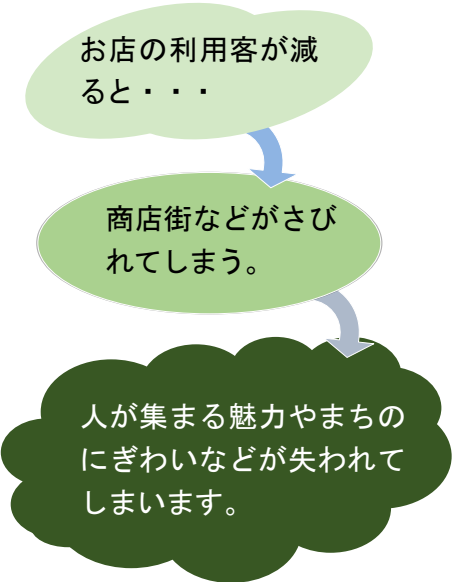 お店の利用客が減
ると・・・
商店街などがさび
れてしまう。
人が集まる魅力やまちの
にぎわいなどが失われて
しまいます。